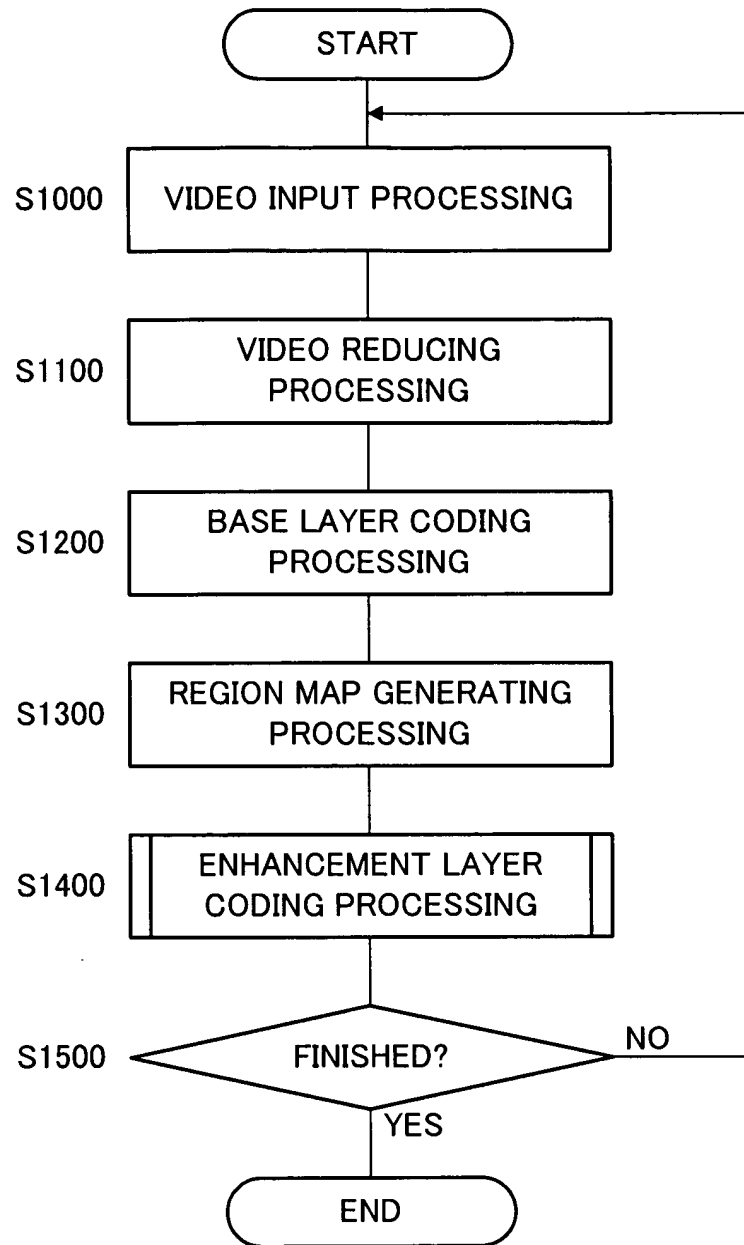 START
S1000
VIDEO INPUT PROCESSING
S1100
VIDEO REDUCING
PROCESSING
S1200
BASE LAYER CODING
PROCESSING
S1300
REGION MAP GENERATING
PROCESSING
S1400
ENHANCEMENT LAYER
CODING PROCESSING
S1500
FINISHED?
NO
YES
END